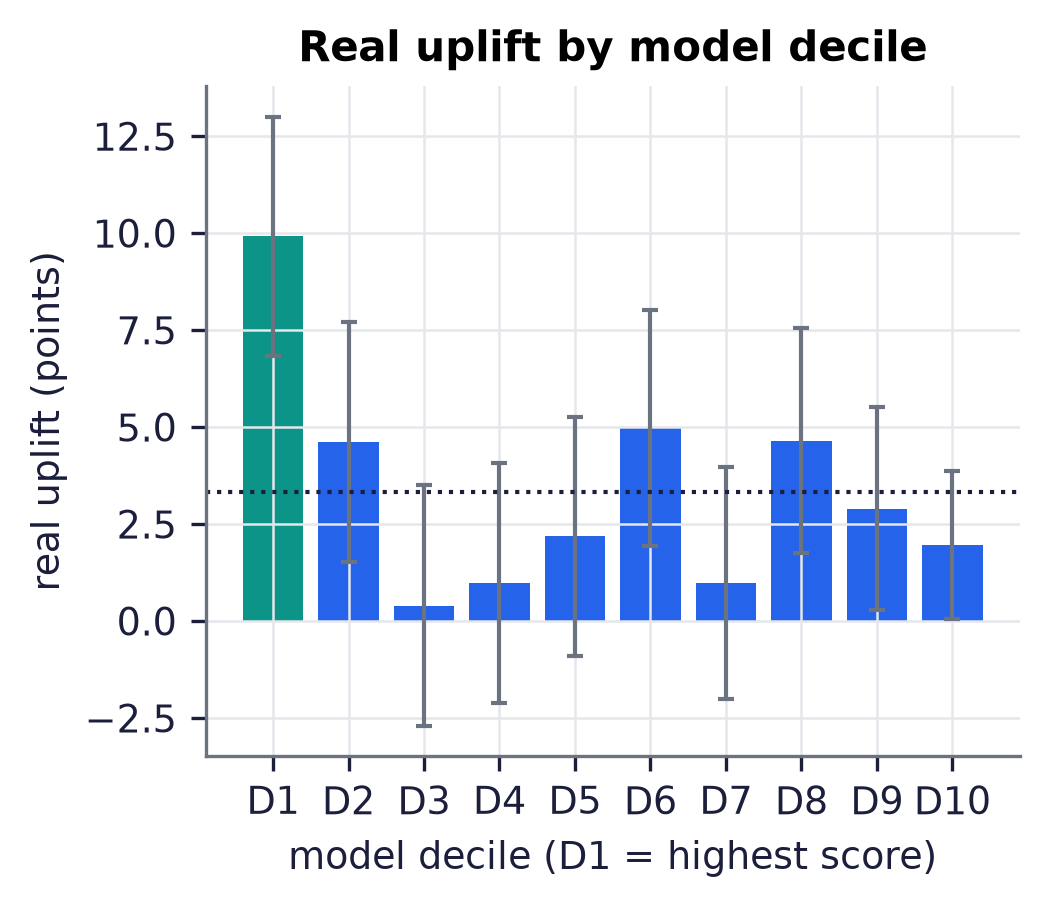 Real uplift by model decile
12.5
10.0
7.5
5.0
2.5
0.0
−2.5
real uplift (points)
D1 D2 D3 D4 D5 D6 D7 D8 D9 D10
model decile (D1 = highest score)